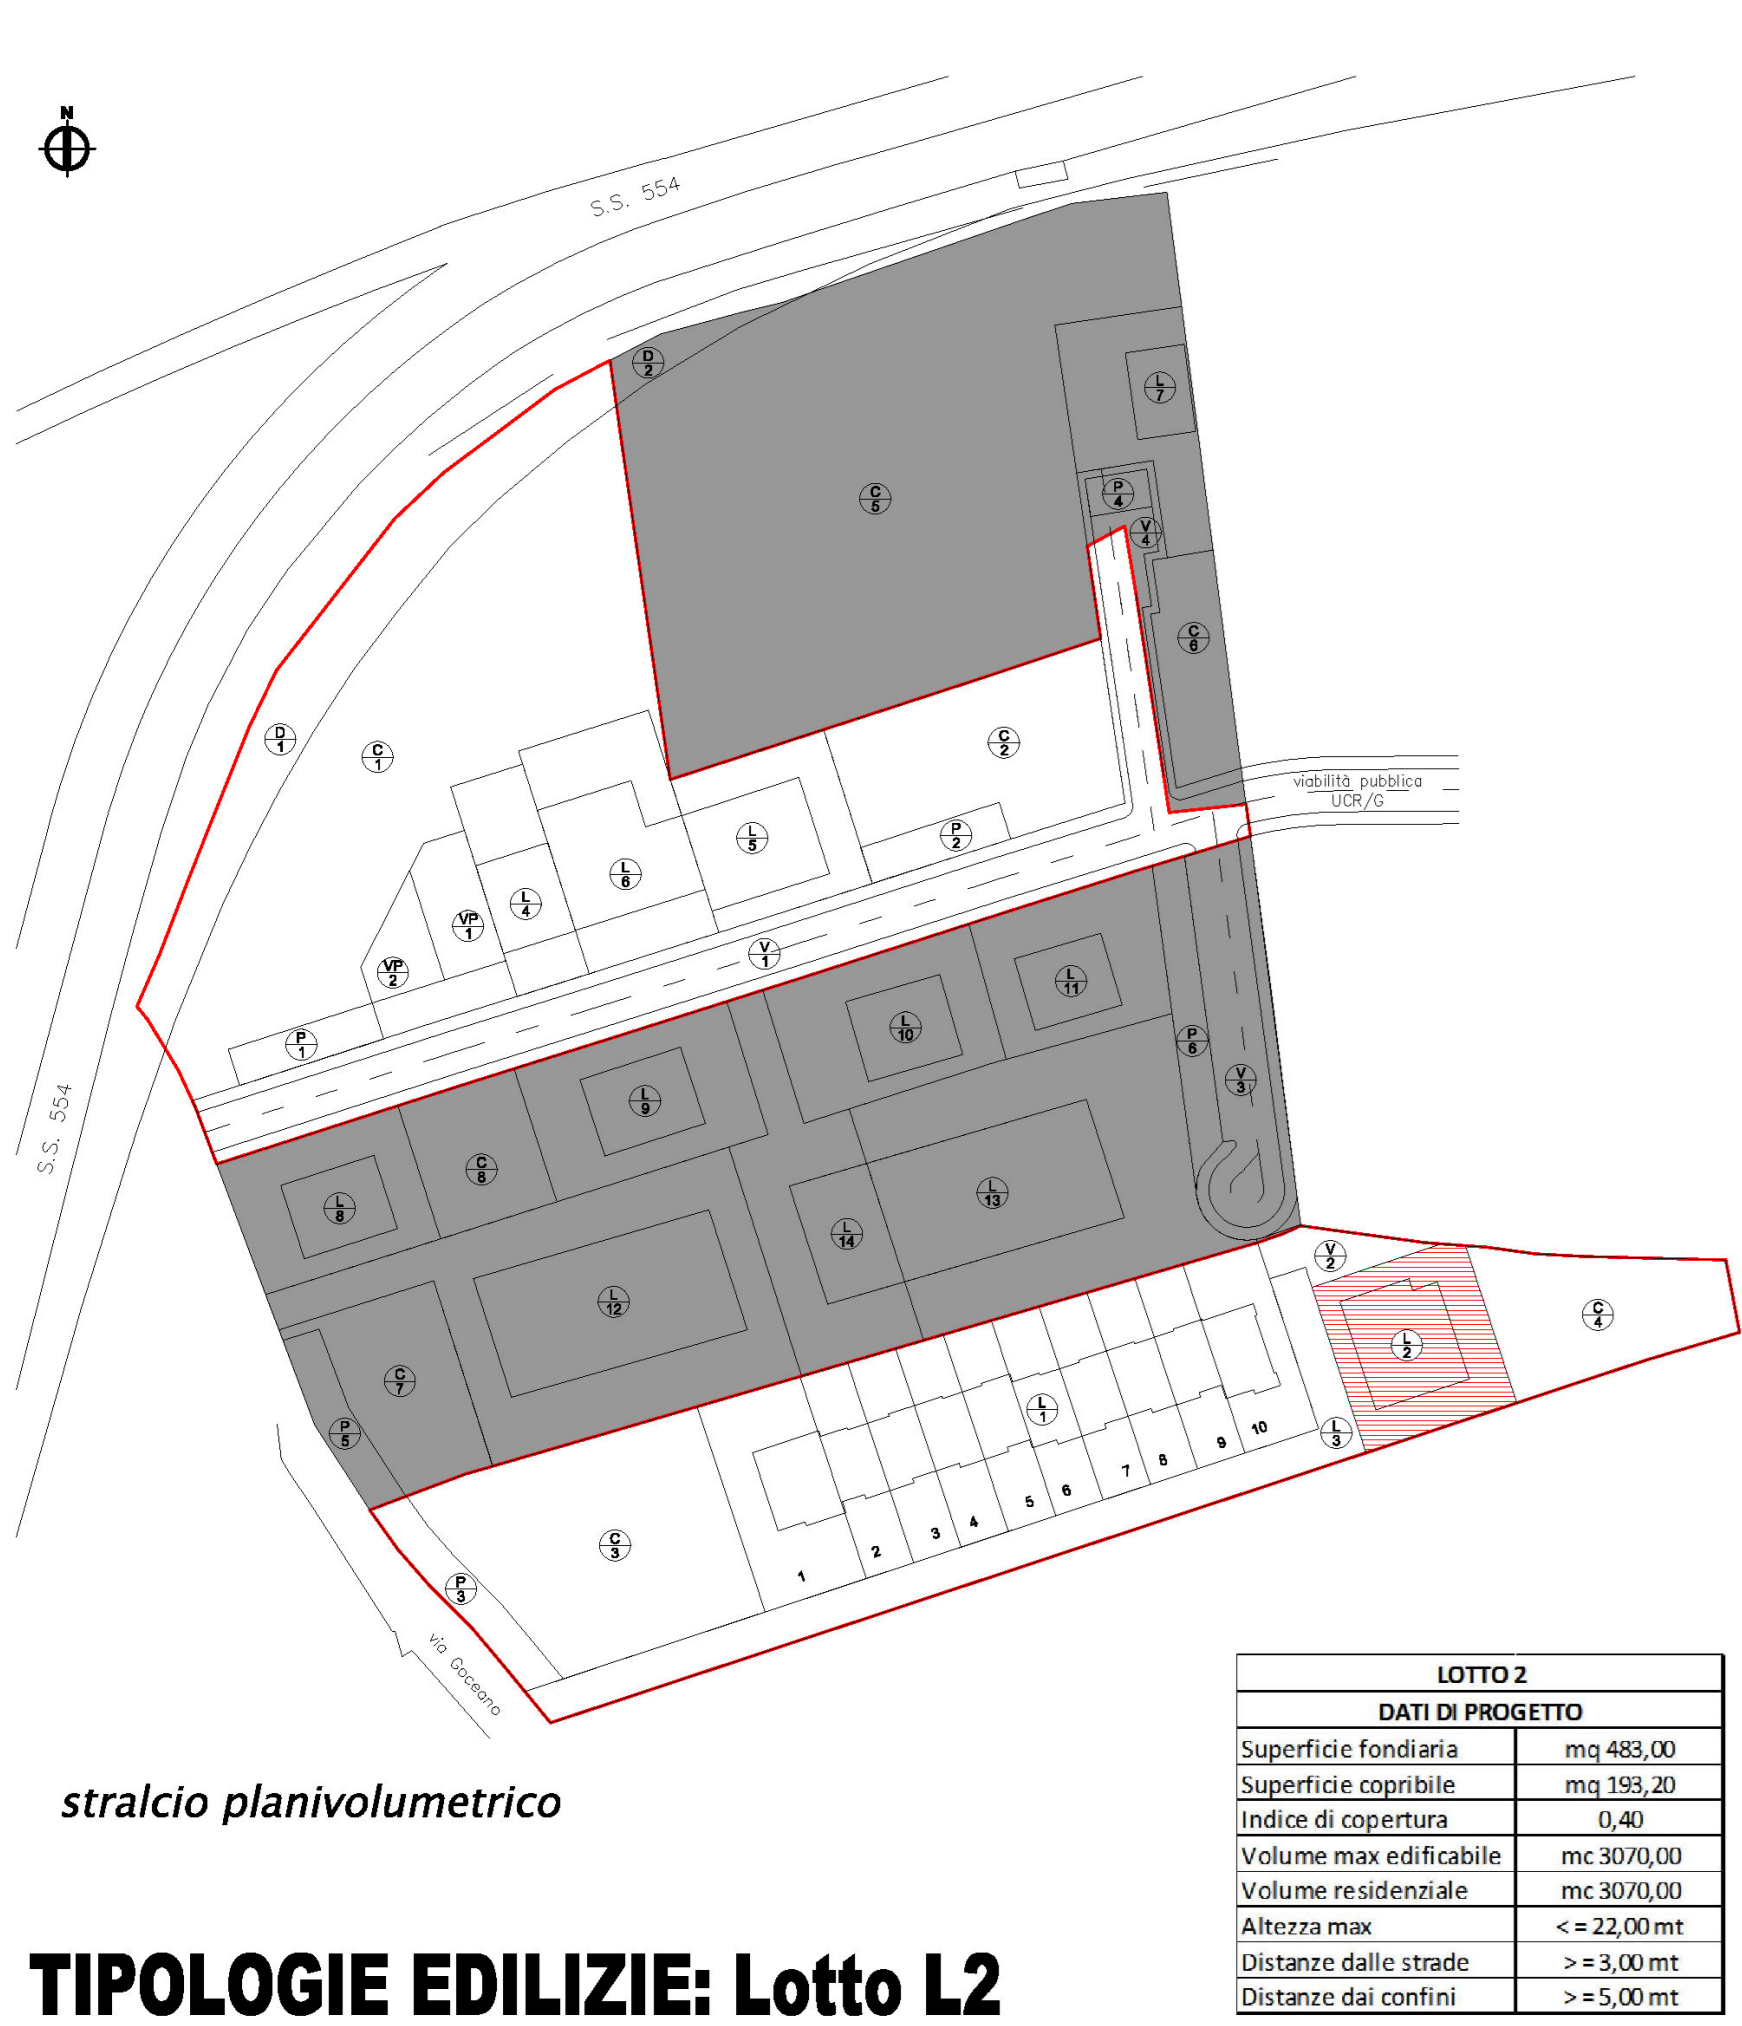 N
S.S. 554
D
2
L
7
C
5
P
4
V
4
C
6
D
1
C
1
C
2
viabilità pubblica
UCR/G
L
5
P
2
L
6
L
4
VP
1
V
1
VP
2
L
11
L
10
P
1
P
6
V
3
L
9
S.S. 554
C
8
L
13
L
8
L
14
V
2
L
12
C
4
L
2
C
7
L
1
P
5
L
3
10
9
8
7
6
5
4
3
2
1
C
3
P
3
via Goceano
LOTTO 2
DATI DI PROGETTO
Superficie fondiaria mq 483,00
Superficie copribile mq 193,20
Indice di copertura 0,40
Volume max edificabile mc 3070,00
Volume residenziale mc 3070,00
Altezza max < = 22,00 mt
Distanze dalle strade > = 3,00 mt
Distanze dai confini > = 5,00 mt
stralcio planivolumetrico
TIPOLOGIE EDILIZIE: Lotto L2